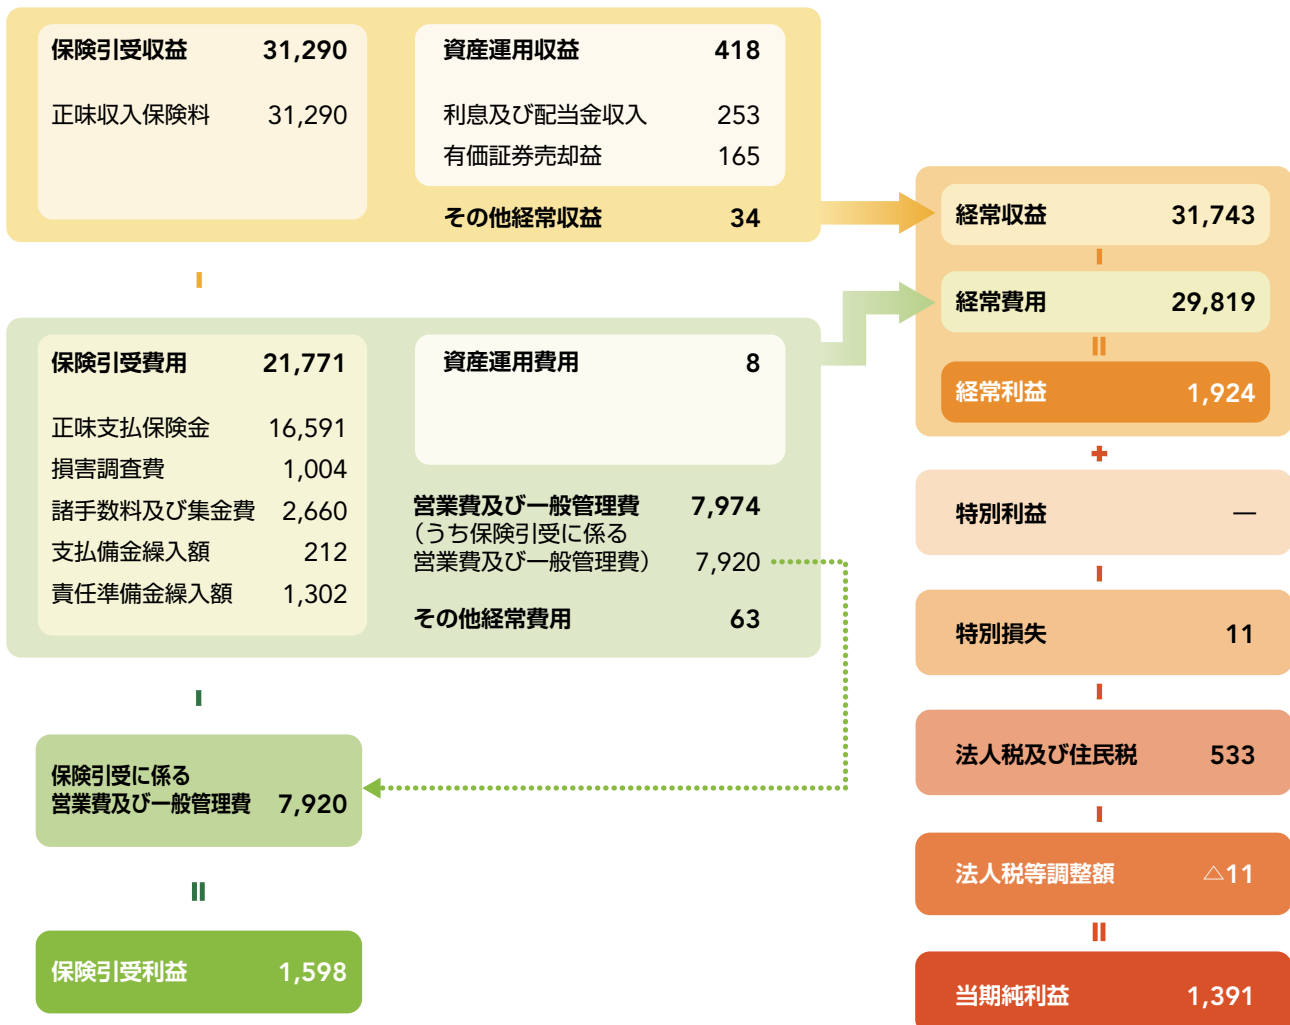 保険引受収益 31,290
正味収入保険料 31,290
資産運用収益 418
利息及び配当金収入 253
有価証券売却益 165
その他経常収益 34
保険引受費用 21,771
正味支払保険金 16,591
損害調査費 1,004
諸手数料及び集金費 2,660
支払備金繰入額 212
責任準備金繰入額 1,302
資産運用費用 8
営業費及び一般管理費 7,974
（うち保険引受に係る
営業費及び一般管理費） 7,920
その他経常費用 63
保険引受に係る
営業費及び一般管理費 7,920
保険引受利益 1,598
経常収益 31,743
経常費用 29,819
経常利益 1,924
特別利益 —
特別損失 11
法人税及び住民税 533
法人税等調整額 △11
当期純利益 1,391